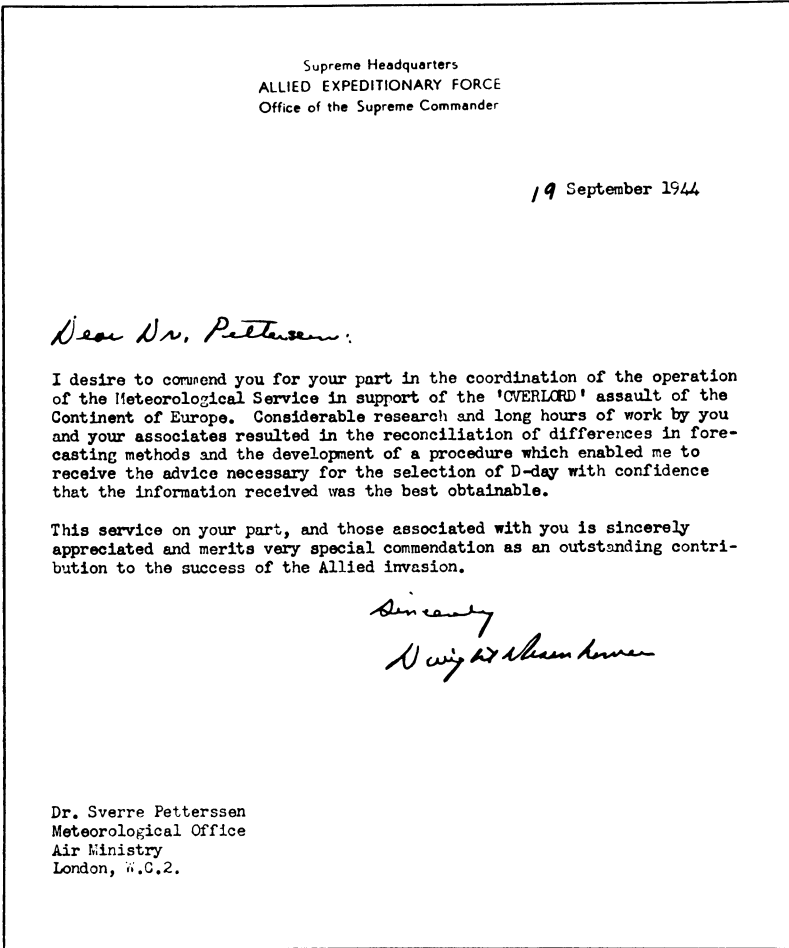 Supreme Headquarters
ALLIED EXPEDITIONARY FORCE
Office of the Supreme Commander
19 September 1944
Dear Dr. Petterssen:
I desire to commend you for your part in the coordination of the operation
of the Meteorological Service in support of the 'OVERLORD' assault of the
Continent of Europe. Considerable research and long hours of work by you
and your associates resulted in the reconciliation of differences in fore-
casting methods and the development of a procedure which enabled me to
receive the advice necessary for the selection of D-day with confidence
that the information received was the best obtainable.
This service on your part, and those associated with you is sincerely
appreciated and merits very special commendation as an outstanding contri-
bution to the success of the Allied invasion.
Sincerely
Dwight D Eisenhower
Dr. Sverre Petterssen
Meteorological Office
Air Ministry
London, W.C.2.